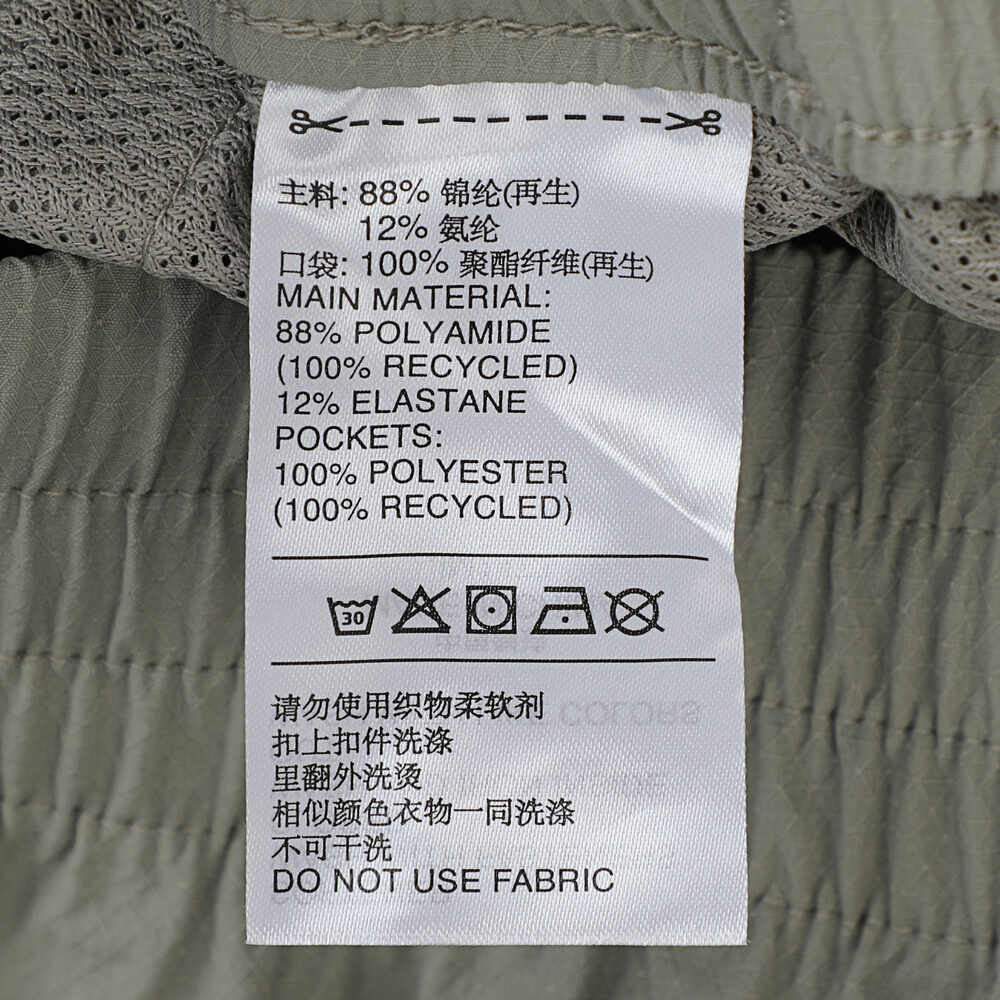 主料: 88% 锦纶(再生)
12% 氨纶
口袋: 100% 聚酯纤维(再生)
MAIN MATERIAL:
88% POLYAMIDE
(100% RECYCLED)
12% ELASTANE
POCKETS:
100% POLYESTER
(100% RECYCLED)
30
请勿使用织物柔软剂
扣上扣件洗涤
里翻外洗烫
相似颜色衣物一同洗涤
不可干洗
DO NOT USE FABRIC